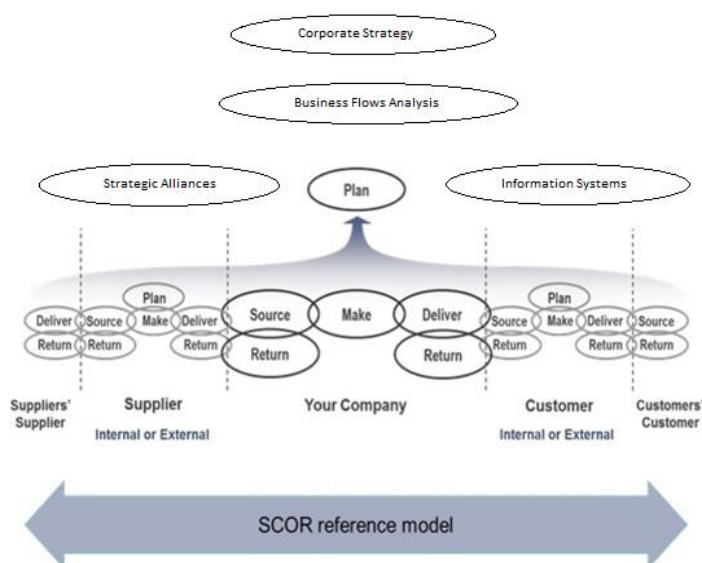 Corporate Strategy
Business Flows Analysis
Strategic Alliances
Information Systems
Plan
Plan
Plan
Source
Make
Deliver
Deliver
Source
Make
Deliver
Source
Make
Deliver
Source
Return
Return
Return
Return
Return
Return
Return
Return
Suppliers'
Supplier
Supplier
Internal or External
Your Company
Customer
Internal or External
Customers'
Customer
SCOR reference model